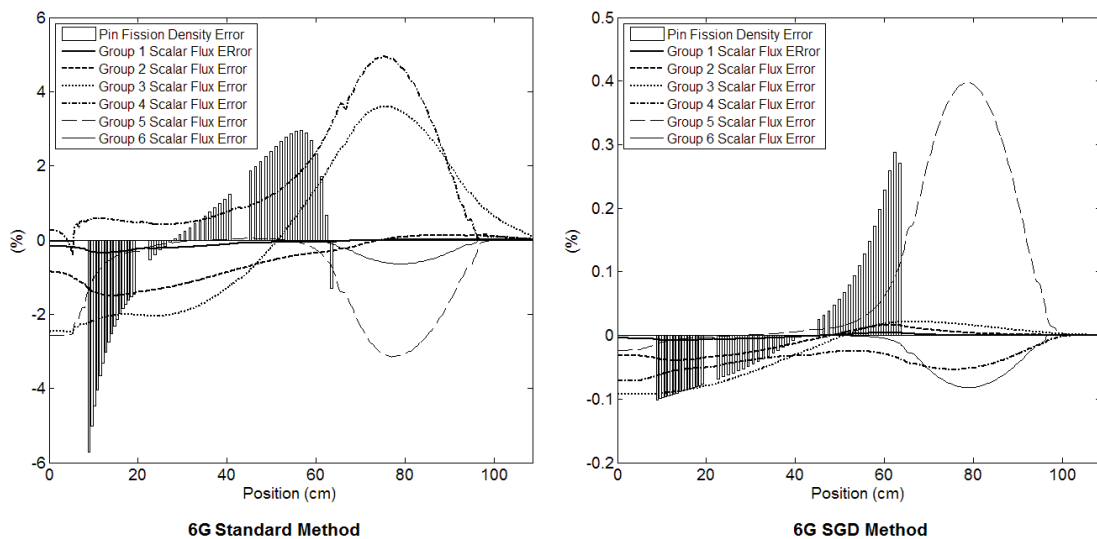 6
4
2
0
-2
-4
-6
(%)
Pin Fission Density Error
Group 1 Scalar Flux ERror
Group 2 Scalar Flux Error
Group 3 Scalar Flux Error
Group 4 Scalar Flux Error
Group 5 Scalar Flux Error
Group 6 Scalar Flux Error
0 20 40 60 80 100
Position (cm)
6G Standard Method
0.5
0.4
0.3
0.2
0.1
0
-0.1
-0.2
(%)
Pin Fission Density Error
Group 1 Scalar Flux ERror
Group 2 Scalar Flux Error
Group 3 Scalar Flux Error
Group 4 Scalar Flux Error
Group 5 Scalar Flux Error
Group 6 Scalar Flux Error
0 20 40 60 80 100
Position (cm)
6G SGD Method